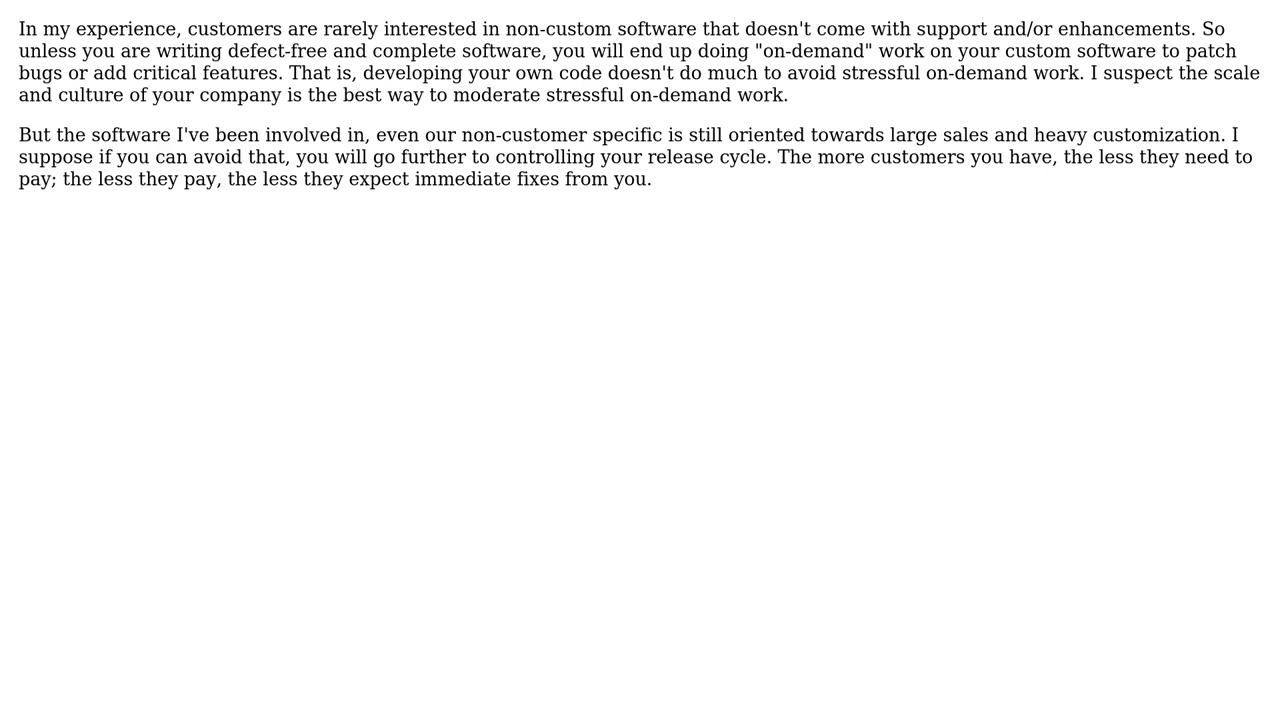 In my experience, customers are rarely interested in non-custom software that doesn't come with support and/or enhancements. So
unless you are writing defect-free and complete software, you will end up doing "on-demand" work on your custom software to patch
bugs or add critical features. That is, developing your own code doesn't do much to avoid stressful on-demand work. I suspect the scale
and culture of your company is the best way to moderate stressful on-demand work.
But the software I've been involved in, even our non-customer specific is still oriented towards large sales and heavy customization. I
suppose if you can avoid that, you will go further to controlling your release cycle. The more customers you have, the less they need to
pay; the less they pay, the less they expect immediate fixes from you.